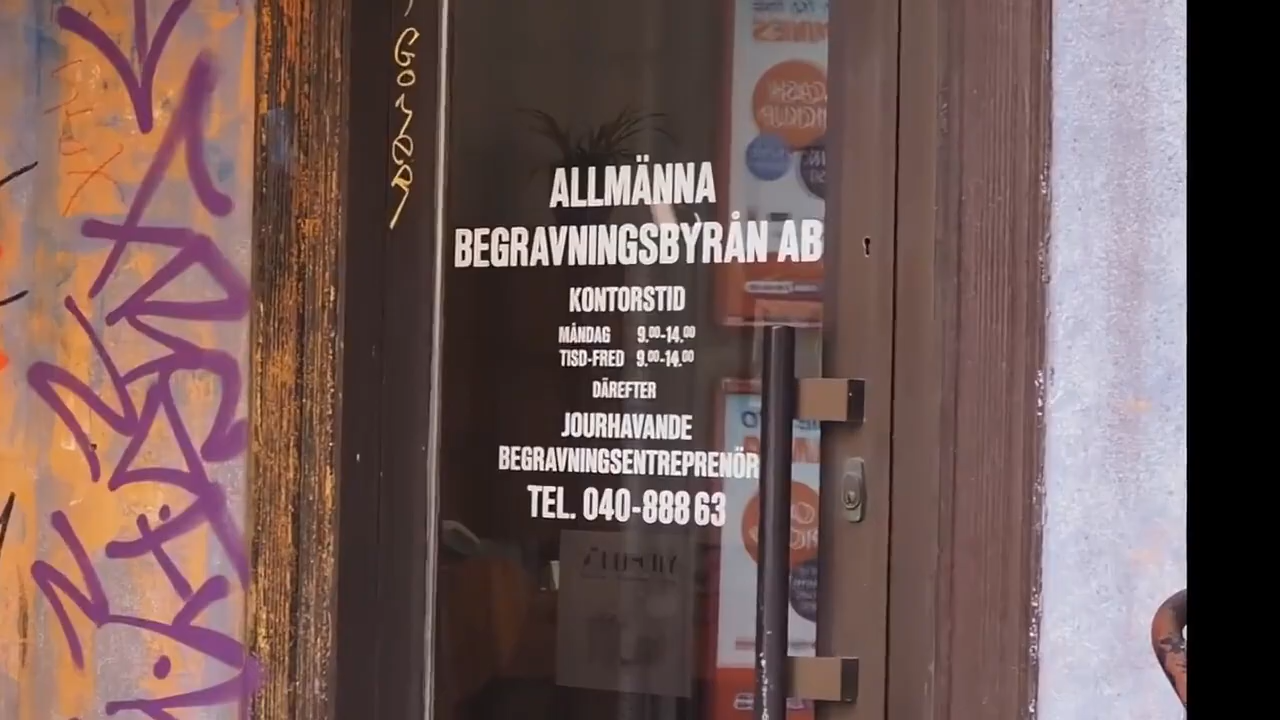 ALLMÄNNA
BEGRAVNINGSBYRÅN AB
KONTORSTID
MÅNDAG 9.00-14.00
TISD-FRED 9.00-14.00
DÄREFTER
JOURHAVANDE
BEGRAVNINGSENTREPRENÖR
TEL. 040-888 63